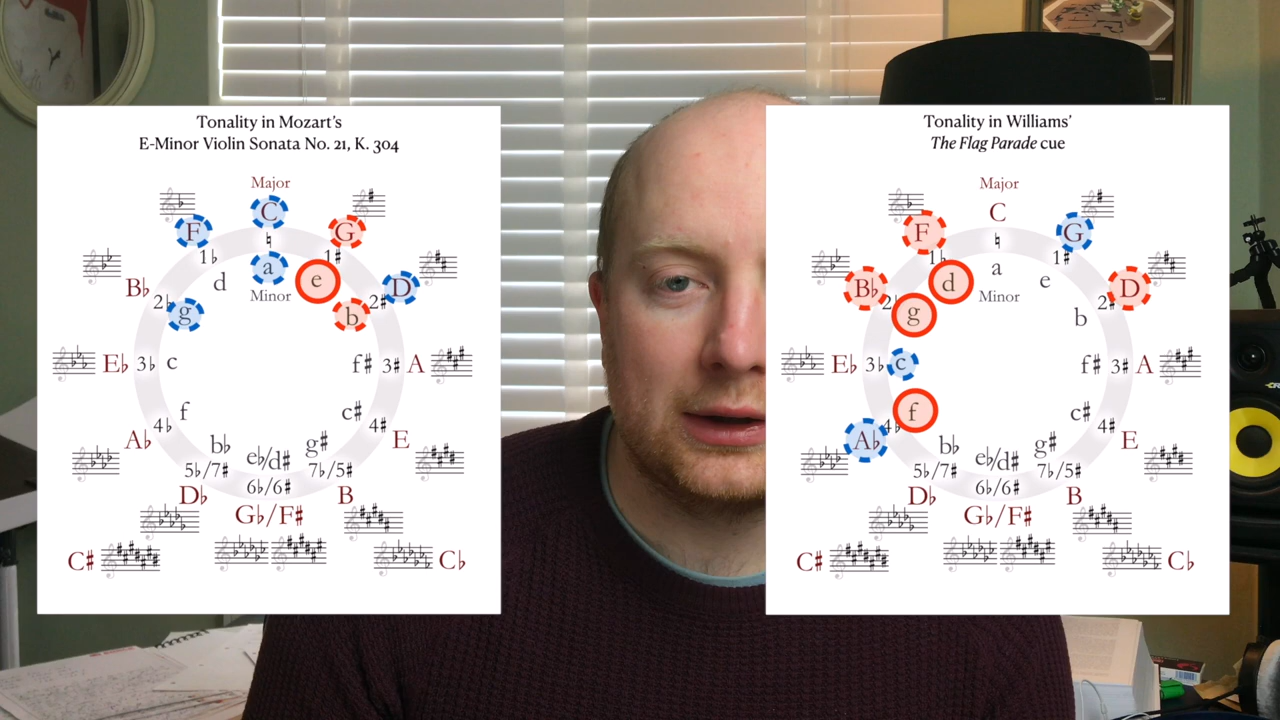 Tonality in Mozart's
E-Minor Violin Sonata No. 21, K. 304
Major
C
F
G
♮
1♭
1♯
a
d
e
B♭
D
Minor
2♭
2♯
g
b
E♭
3♭
c
f♯
3♯
A
f
c♯
4♭
4♯
A♭
E
b♭
e♭/d♯
g♯
5♭/7♯
6♭/6♯
7♭/5♯
D♭
G♭/F♯
B
C♯
C♭
Tonality in Williams'
The Flag Parade cue
Major
C
F
G
♮
1♭
1♯
a
d
e
B♭
D
Minor
2♭
2♯
g
b
E♭
3♭
c
f♯
3♯
A
f
c♯
4♭
4♯
A♭
E
b♭
e♭/d♯
g♯
5♭/7♯
6♭/6♯
7♭/5♯
D♭
G♭/F♯
B
C♯
C♭